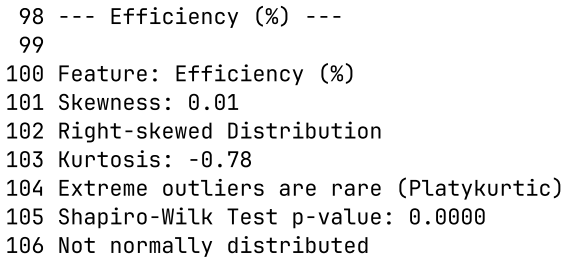 98 --- Efficiency (%) ---
99
100 Feature: Efficiency (%)
101 Skewness: 0.01
102 Right-skewed Distribution
103 Kurtosis: -0.78
104 Extreme outliers are rare (Platykurtic)
105 Shapiro-Wilk Test p-value: 0.0000
106 Not normally distributed